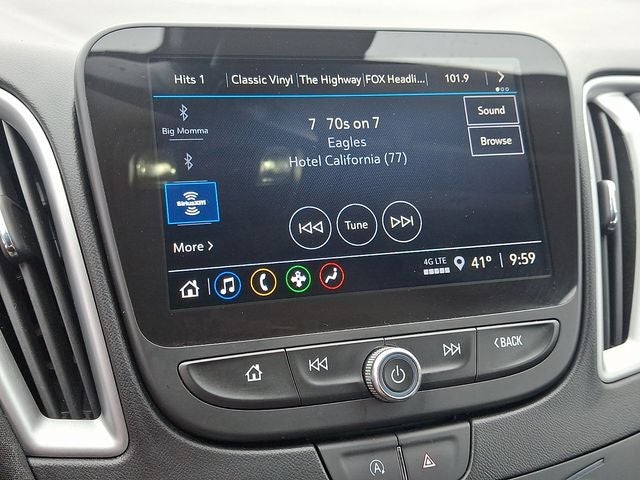 Hits 1 Classic Vinyl The Highway FOX Headli... 101.9
Big Momma
7 70s on 7
Eagles
Hotel California (77)
Sound
Browse
SiriusXM
Tune
More
4G LTE 41° 9:59
BACK
A